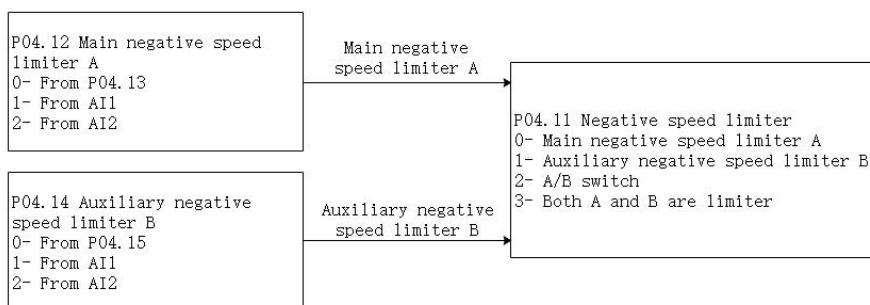 P04.12 Main negative speed
limiter A
0- From P04.13
1- From AI1
2- From AI2
Main negative
speed limiter A
P04.14 Auxiliary negative
speed limiter B
0- From P04.15
1- From AI1
2- From AI2
Auxiliary negative
speed limiter B
P04.11 Negative speed limiter
0- Main negative speed limiter A
1- Auxiliary negative speed limiter B
2- A/B switch
3- Both A and B are limiter